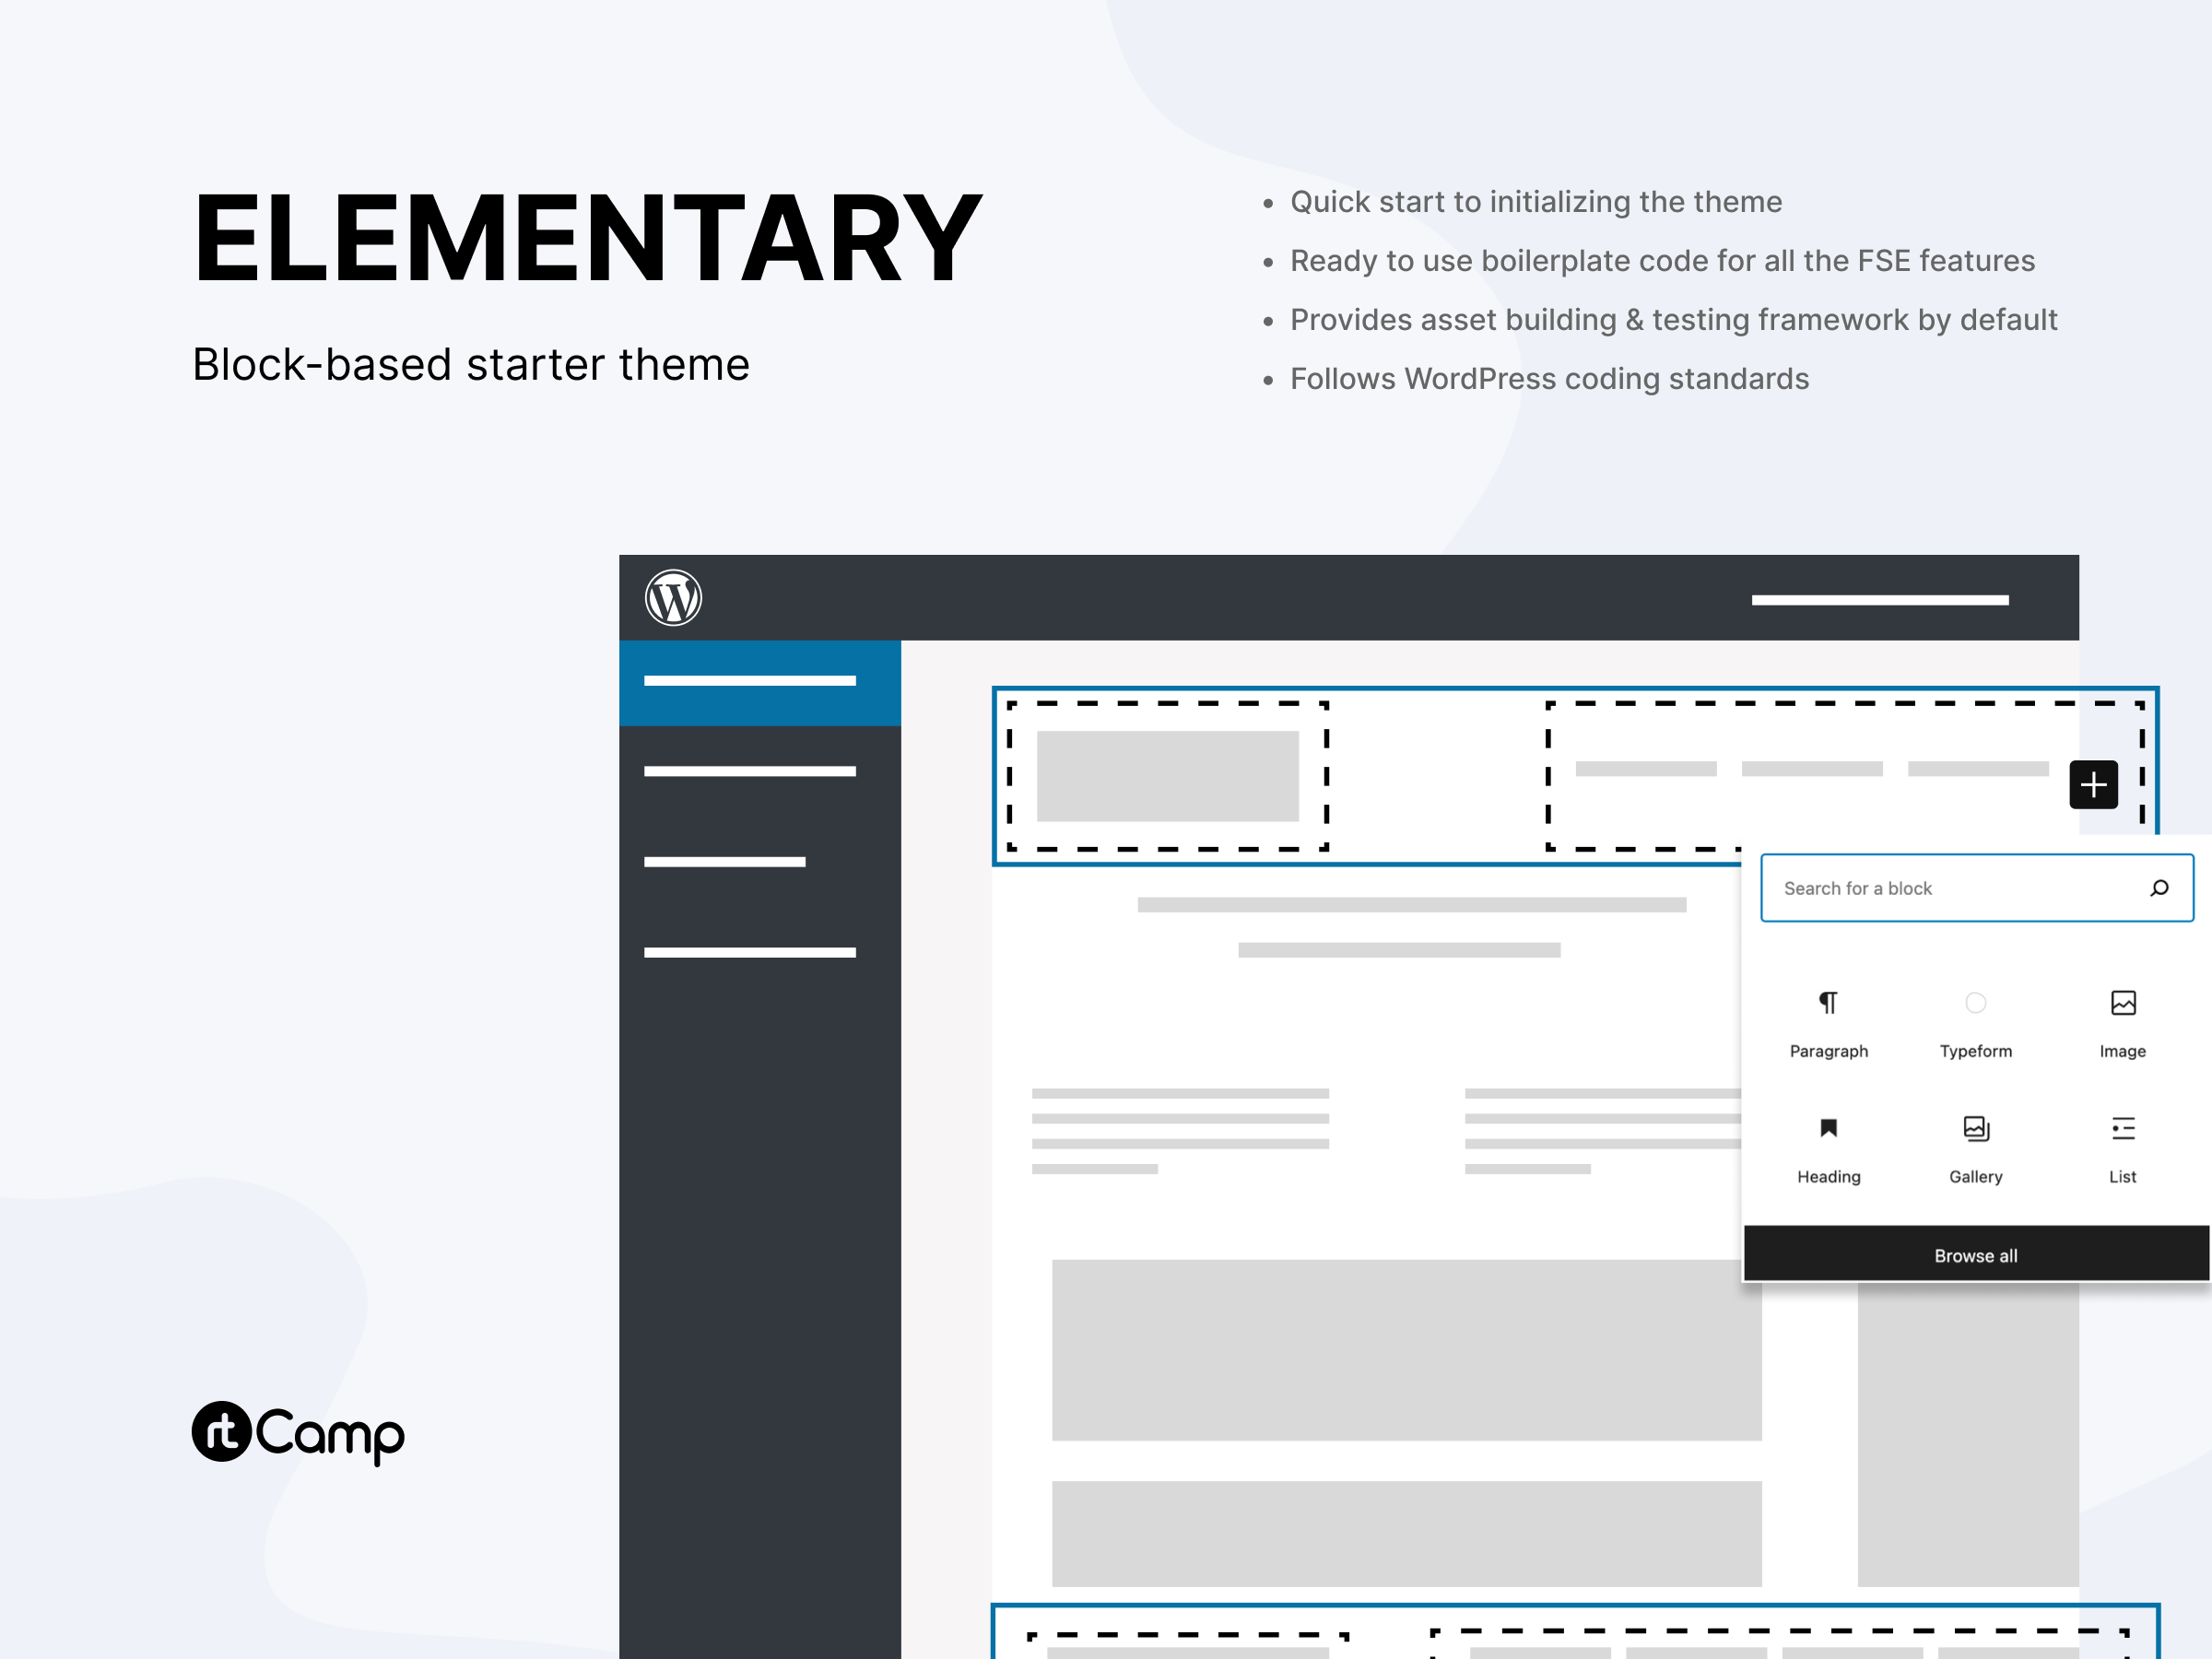 ELEMENTARY
Block-based starter theme
• Quick start to initializing the theme
• Ready to use boilerplate code for all the FSE features
• Provides asset building & testing framework by default
• Follows WordPress coding standards
W
Search for a block
Paragraph
Typeform
Image
Heading
Gallery
List
Browse all
rtCamp